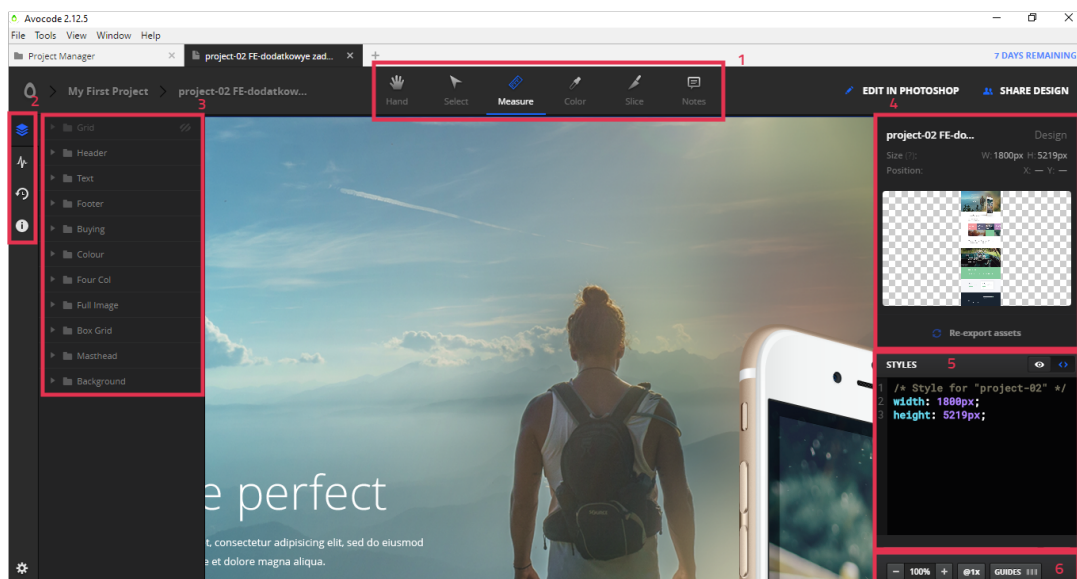 Avocode 2.12.5
File Tools View Window Help
Project Manager
project-02 FE-dodatkowye zad...
7 DAYS REMAINING
1
My First Project
project-02 FE-dodatkow...
Hand
Select
Measure
Color
Slice
Notes
EDIT IN PHOTOSHOP
SHARE DESIGN
2
3
4
Grid
Header
Text
Footer
Buying
Colour
Four Col
Full Image
Box Grid
Masthead
Background
project-02 FE-do...
Design
Size (?):
W: 1800px H: 5219px
Position:
X: — Y: —
Re-export assets
STYLES
5
1 /* Style for "project-02" */
2 width: 1800px;
3 height: 5219px;
e perfect
t, consectetur adipisicing elit, sed do eiusmod
e et dolore magna aliqua.
− 100% +
@1x
GUIDES
6